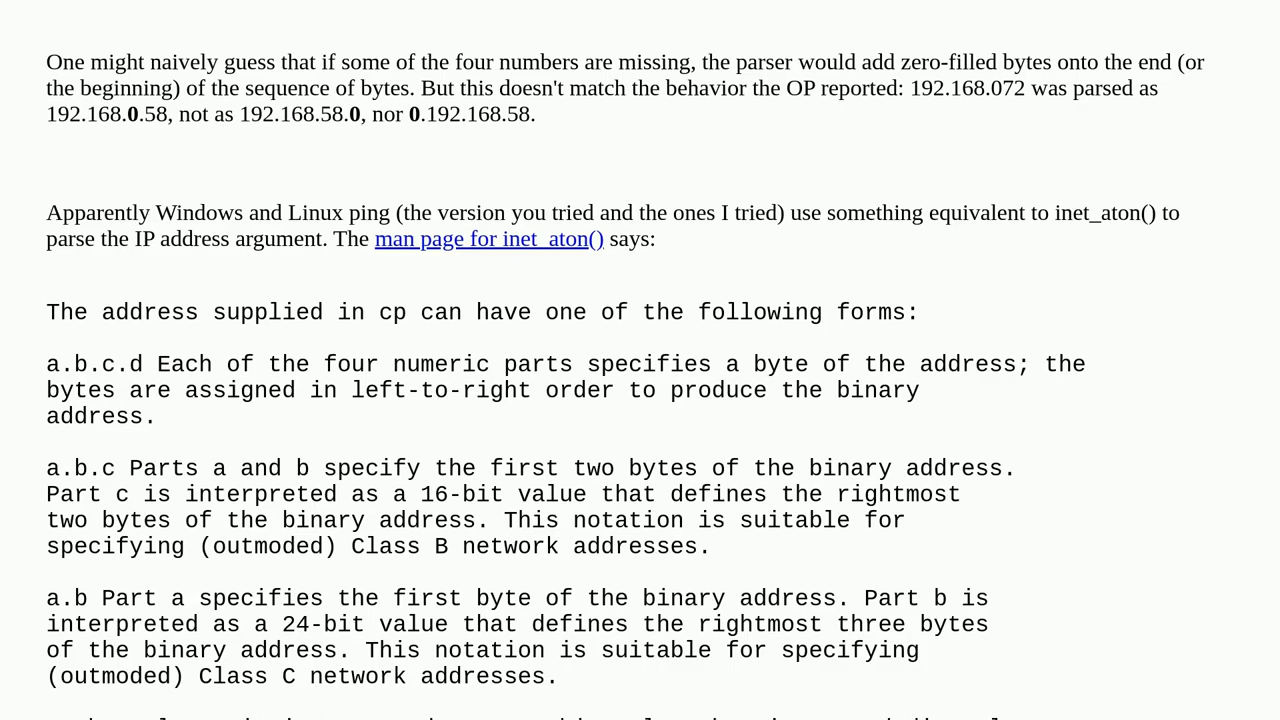 One might naively guess that if some of the four numbers are missing, the parser would add zero-filled bytes onto the end (or
the beginning) of the sequence of bytes. But this doesn't match the behavior the OP reported: 192.168.072 was parsed as
192.168.0.58, not as 192.168.58.0, nor 0.192.168.58.
Apparently Windows and Linux ping (the version you tried and the ones I tried) use something equivalent to inet_aton() to
parse the IP address argument. The man page for inet_aton() says:
The address supplied in cp can have one of the following forms:
a.b.c.d Each of the four numeric parts specifies a byte of the address; the
bytes are assigned in left-to-right order to produce the binary
address.
a.b.c Parts a and b specify the first two bytes of the binary address.
Part c is interpreted as a 16-bit value that defines the rightmost
two bytes of the binary address. This notation is suitable for
specifying (outmoded) Class B network addresses.
a.b Part a specifies the first byte of the binary address. Part b is
interpreted as a 24-bit value that defines the rightmost three bytes
of the binary address. This notation is suitable for specifying
(outmoded) Class C network addresses.